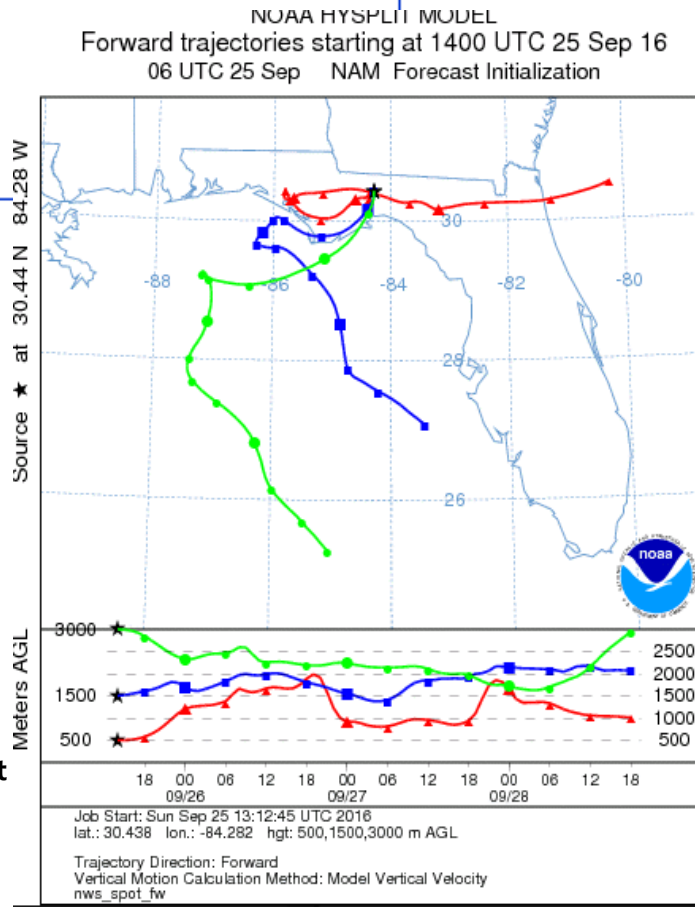 NOAA HYSPLIT MODEL
Forward trajectories starting at 1400 UTC 25 Sep 16
06 UTC 25 Sep NAM Forecast Initialization
Source ★ at 30.44 N 84.28 W
30
-88 -86 -84 -82 -80
28
26
noaa
Meters AGL
3000
1500
500
2500
2000
1500
1000
500
t
18 00 06 12 18 00 06 12 18 00 06 12 18
09/26 09/27 09/28
Job Start: Sun Sep 25 13:12:45 UTC 2016
lat.: 30.438 lon.: -84.282 hgt: 500,1500,3000 m AGL
Trajectory Direction: Forward
Vertical Motion Calculation Method: Model Vertical Velocity
nws_spot_fw